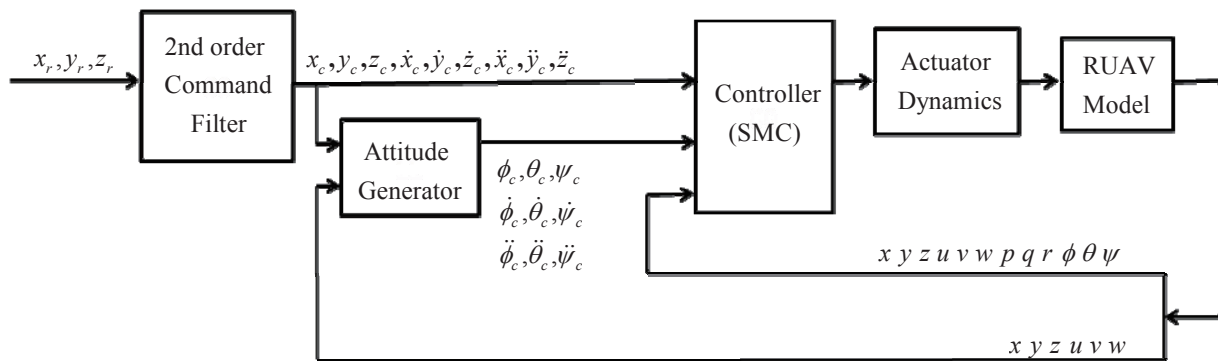 x_r, y_r, z_r
2nd order
Command
Filter
x_c, y_c, z_c, ẋ_c, ẏ_c, ż_c, ẍ_c, ÿ_c, z̈_c
Attitude
Generator
ϕ_c, θ_c, ψ_c
ϕ̇_c, θ̇_c, ψ̇_c
ϕ̈_c, θ̈_c, ψ̈_c
Controller
(SMC)
Actuator
Dynamics
RUAV
Model
x y z u v w p q r ϕ θ ψ
x y z u v w